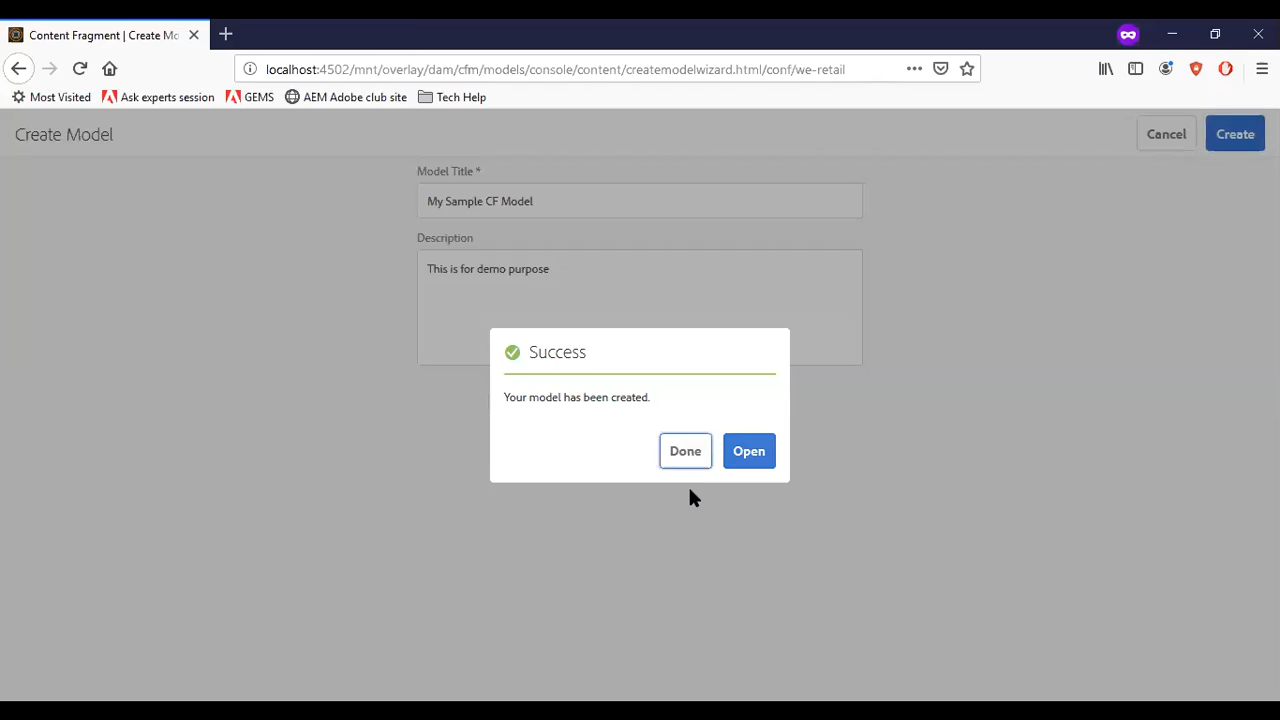 Content Fragment | Create Mo
localhost:4502/mnt/overlay/dam/cfm/models/console/content/createmodelwizard.html/conf/we-retail
Most Visited Ask experts session GEMS AEM Adobe club site Tech Help
Create Model Cancel Create
Model Title *
My Sample CF Model
Description
This is for demo purpose
Success
Your model has been created.
Done Open